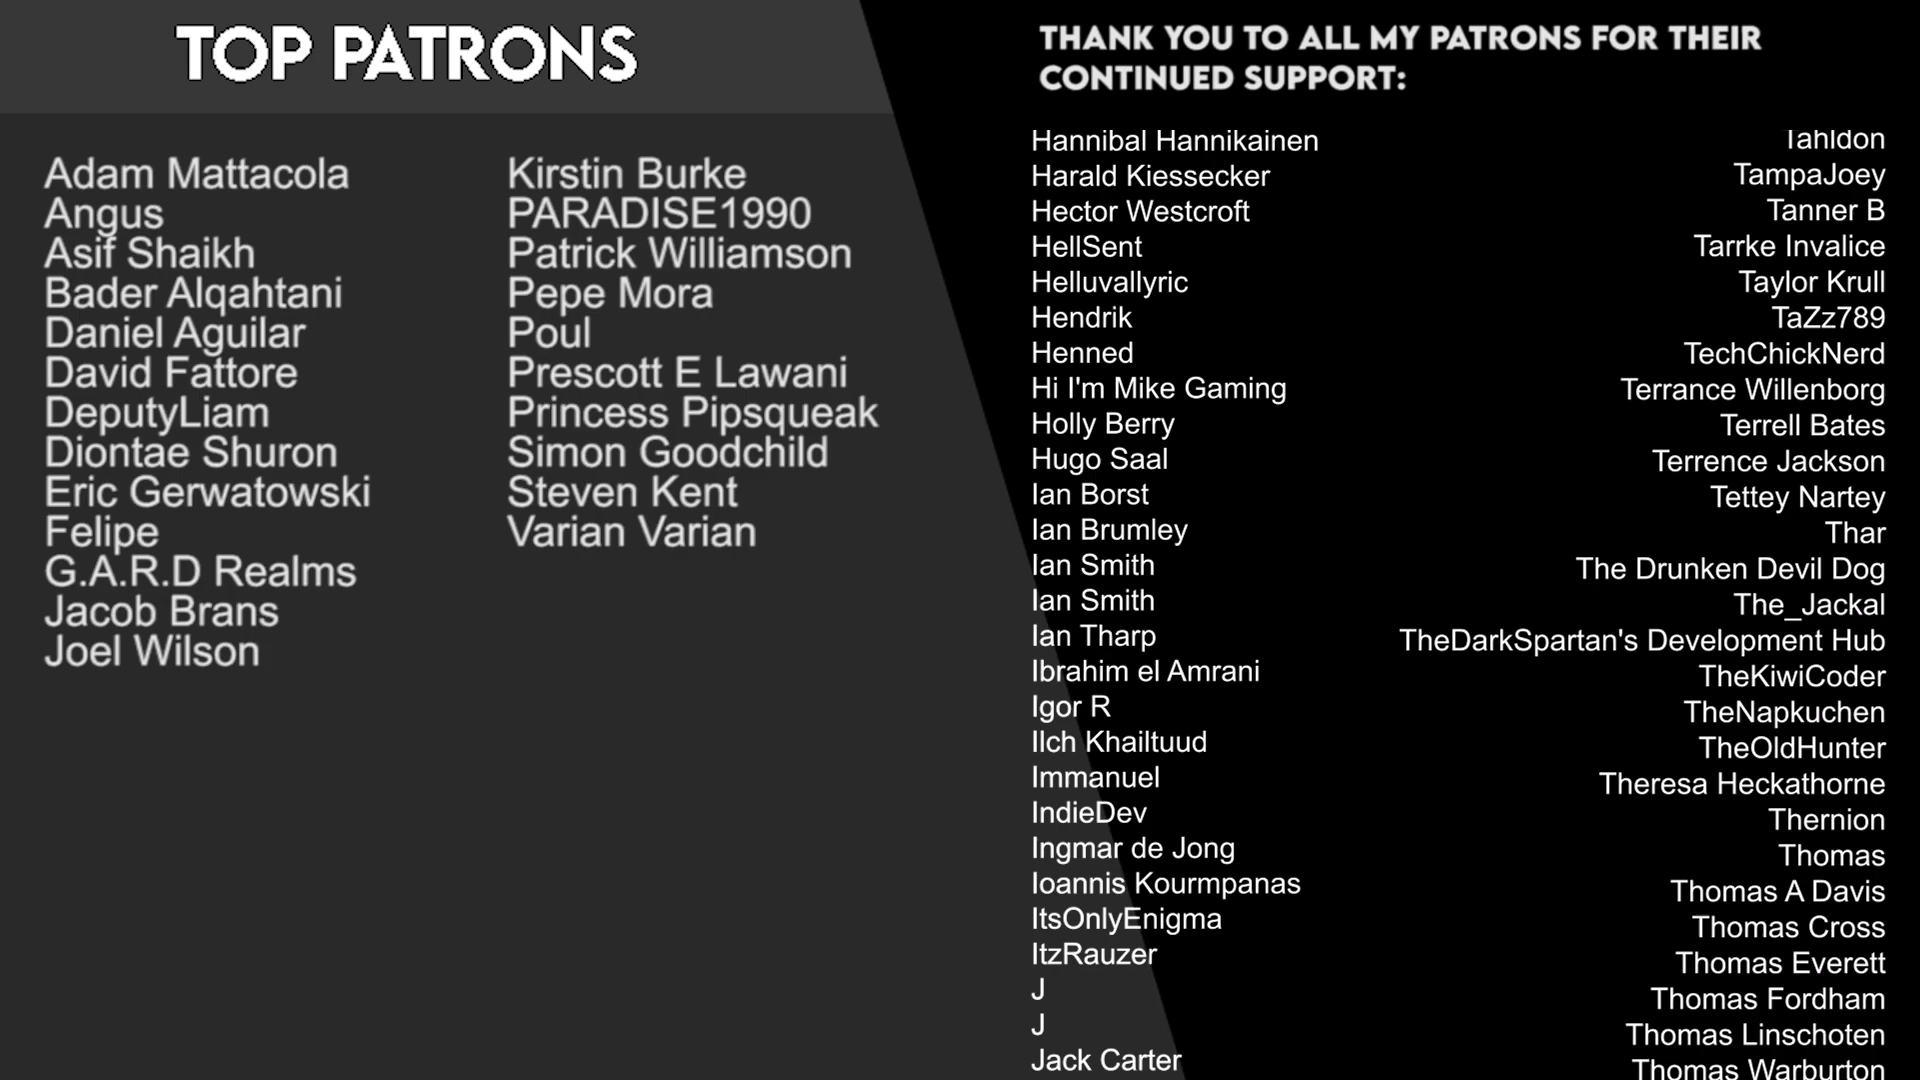 TOP PATRONS
Adam Mattacola
Angus
Asif Shaikh
Bader Alqahtani
Daniel Aguilar
David Fattore
DeputyLiam
Diontae Shuron
Eric Gerwatowski
Felipe
G.A.R.D Realms
Jacob Brans
Joel Wilson
Kirstin Burke
PARADISE1990
Patrick Williamson
Pepe Mora
Poul
Prescott E Lawani
Princess Pipsqueak
Simon Goodchild
Steven Kent
Varian Varian
THANK YOU TO ALL MY PATRONS FOR THEIR
CONTINUED SUPPORT:
Hannibal Hannikainen
Harald Kiessecker
Hector Westcroft
HellSent
Helluvallyric
Hendrik
Henned
Hi I'm Mike Gaming
Holly Berry
Hugo Saal
Ian Borst
Ian Brumley
Ian Smith
Ian Smith
Ian Tharp
Ibrahim el Amrani
Igor R
Ilch Khailtuud
Immanuel
IndieDev
Ingmar de Jong
Ioannis Kourmpanas
ItsOnlyEnigma
ItzRauzer
J
J
Jack Carter
Tahldon
TampaJoey
Tanner B
Tarrke Invalice
Taylor Krull
TaZz789
TechChickNerd
Terrance Willenborg
Terrell Bates
Terrence Jackson
Tettey Nartey
Thar
The Drunken Devil Dog
The_Jackal
TheDarkSpartan's Development Hub
TheKiwiCoder
TheNapkuchen
TheOldHunter
Theresa Heckathorne
Thernion
Thomas
Thomas A Davis
Thomas Cross
Thomas Everett
Thomas Fordham
Thomas Linschoten
Thomas Warburton